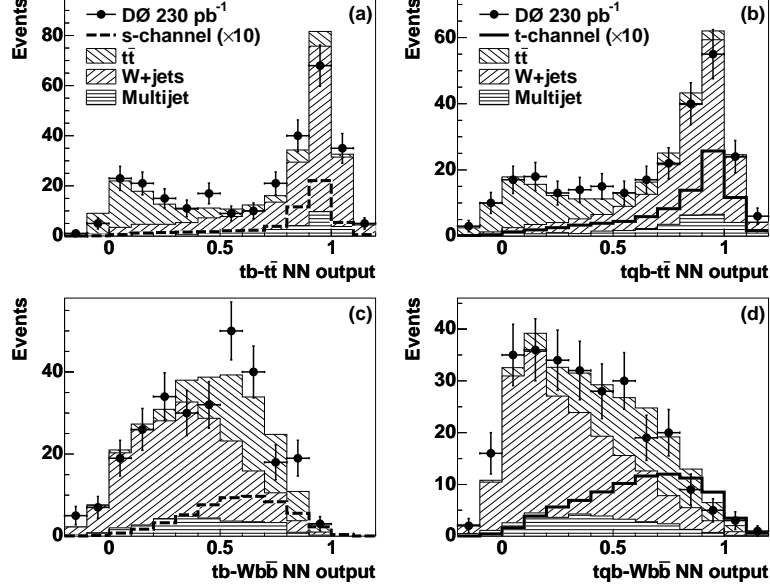 Events
(a)
DØ 230 pb⁻¹
s-channel (×10)
tt̄
W+jets
Multijet
80
60
40
20
0
0
0.5
1
tb-tt̄ NN output
Events
(b)
DØ 230 pb⁻¹
t-channel (×10)
tt̄
W+jets
Multijet
60
40
20
0
0
0.5
1
tqb-tt̄ NN output
Events
(c)
40
20
0
0
0.5
1
tb-Wbb̄ NN output
Events
(d)
40
30
20
10
0
0
0.5
1
tqb-Wbb̄ NN output